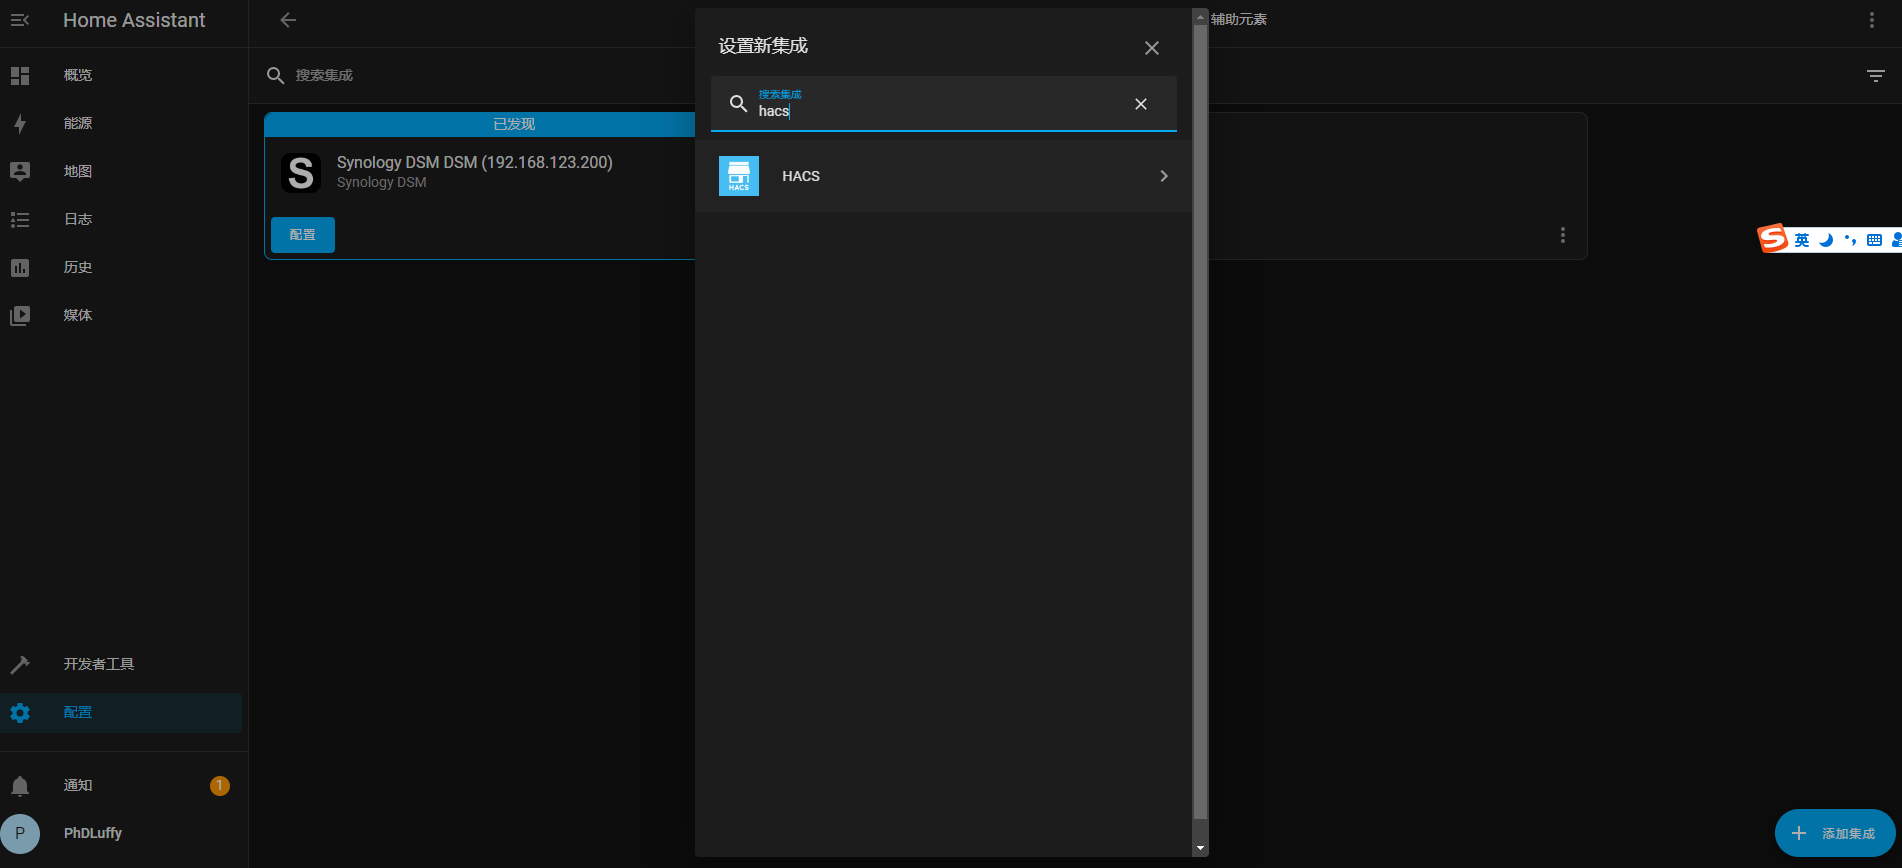 Home Assistant
概览
能源
地图
日志
历史
媒体
开发者工具
配置
通知
1
P
PhDLuffy
辅助元素
搜索集成
已发现
S
Synology DSM DSM (192.168.123.200)
Synology DSM
配置
设置新集成
搜索集成
hacs
HACS
HACS
S
英
添加集成